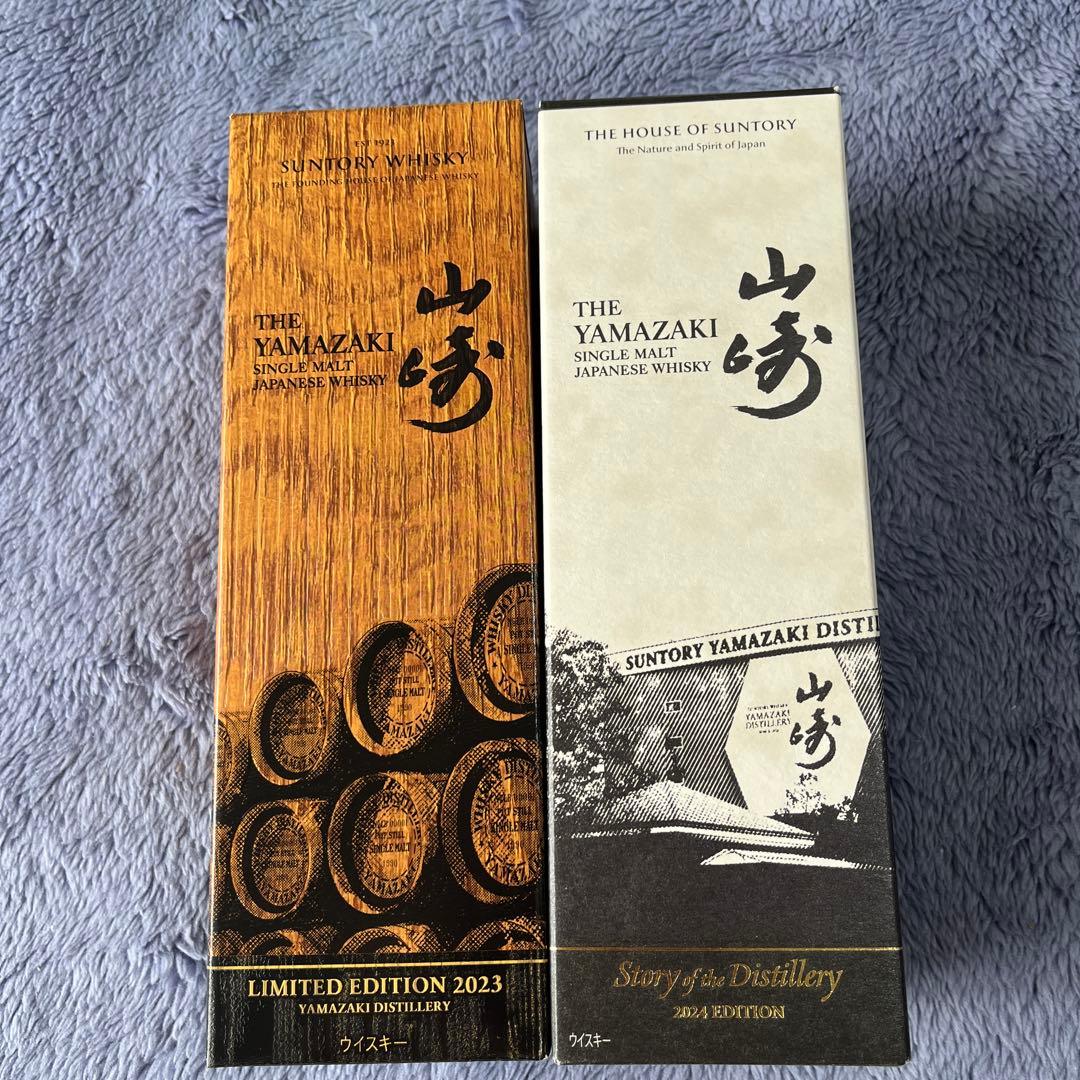 EST 1923
SUNTORY WHISKY
THE FOUNDING HOUSE OF JAPANESE WHISKY
THE
YAMAZAKI
SINGLE MALT
JAPANESE WHISKY
山崎
LIMITED EDITION 2023
YAMAZAKI DISTILLERY
ウイスキー
THE HOUSE OF SUNTORY
The Nature and Spirit of Japan
THE
YAMAZAKI
SINGLE MALT
JAPANESE WHISKY
山崎
SUNTORY YAMAZAKI DISTI
山崎
YAMAZAKI
DISTILLERY
Story of the Distillery
2024 EDITION
ウイスキー
POT STILL
SINGLE MALT
YAMAZAKI